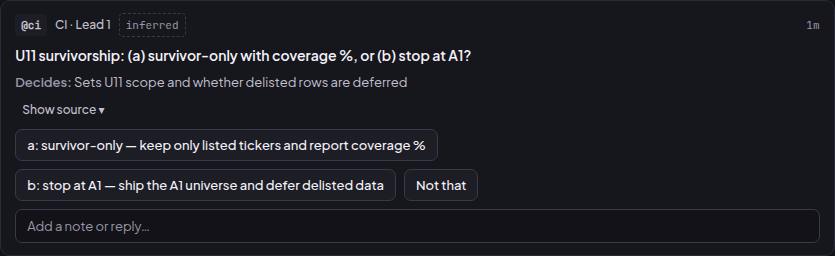 @ci CI · Lead 1 inferred 1m
U11 survivorship: (a) survivor-only with coverage %, or (b) stop at A1?
Decides: Sets U11 scope and whether delisted rows are deferred
Show source ▾
a: survivor-only — keep only listed tickers and report coverage %
b: stop at A1 — ship the A1 universe and defer delisted data Not that
Add a note or reply...